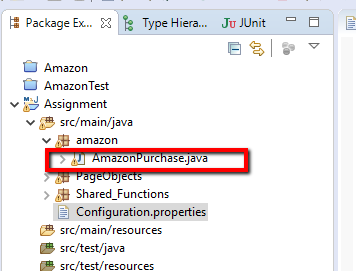 Package Ex... Type Hiera... JUnit
Amazon
AmazonTest
Assignment
src/main/java
amazon
AmazonPurchase.java
PageObjects
Shared_Functions
Configuration.properties
src/main/resources
src/test/java
src/test/resources